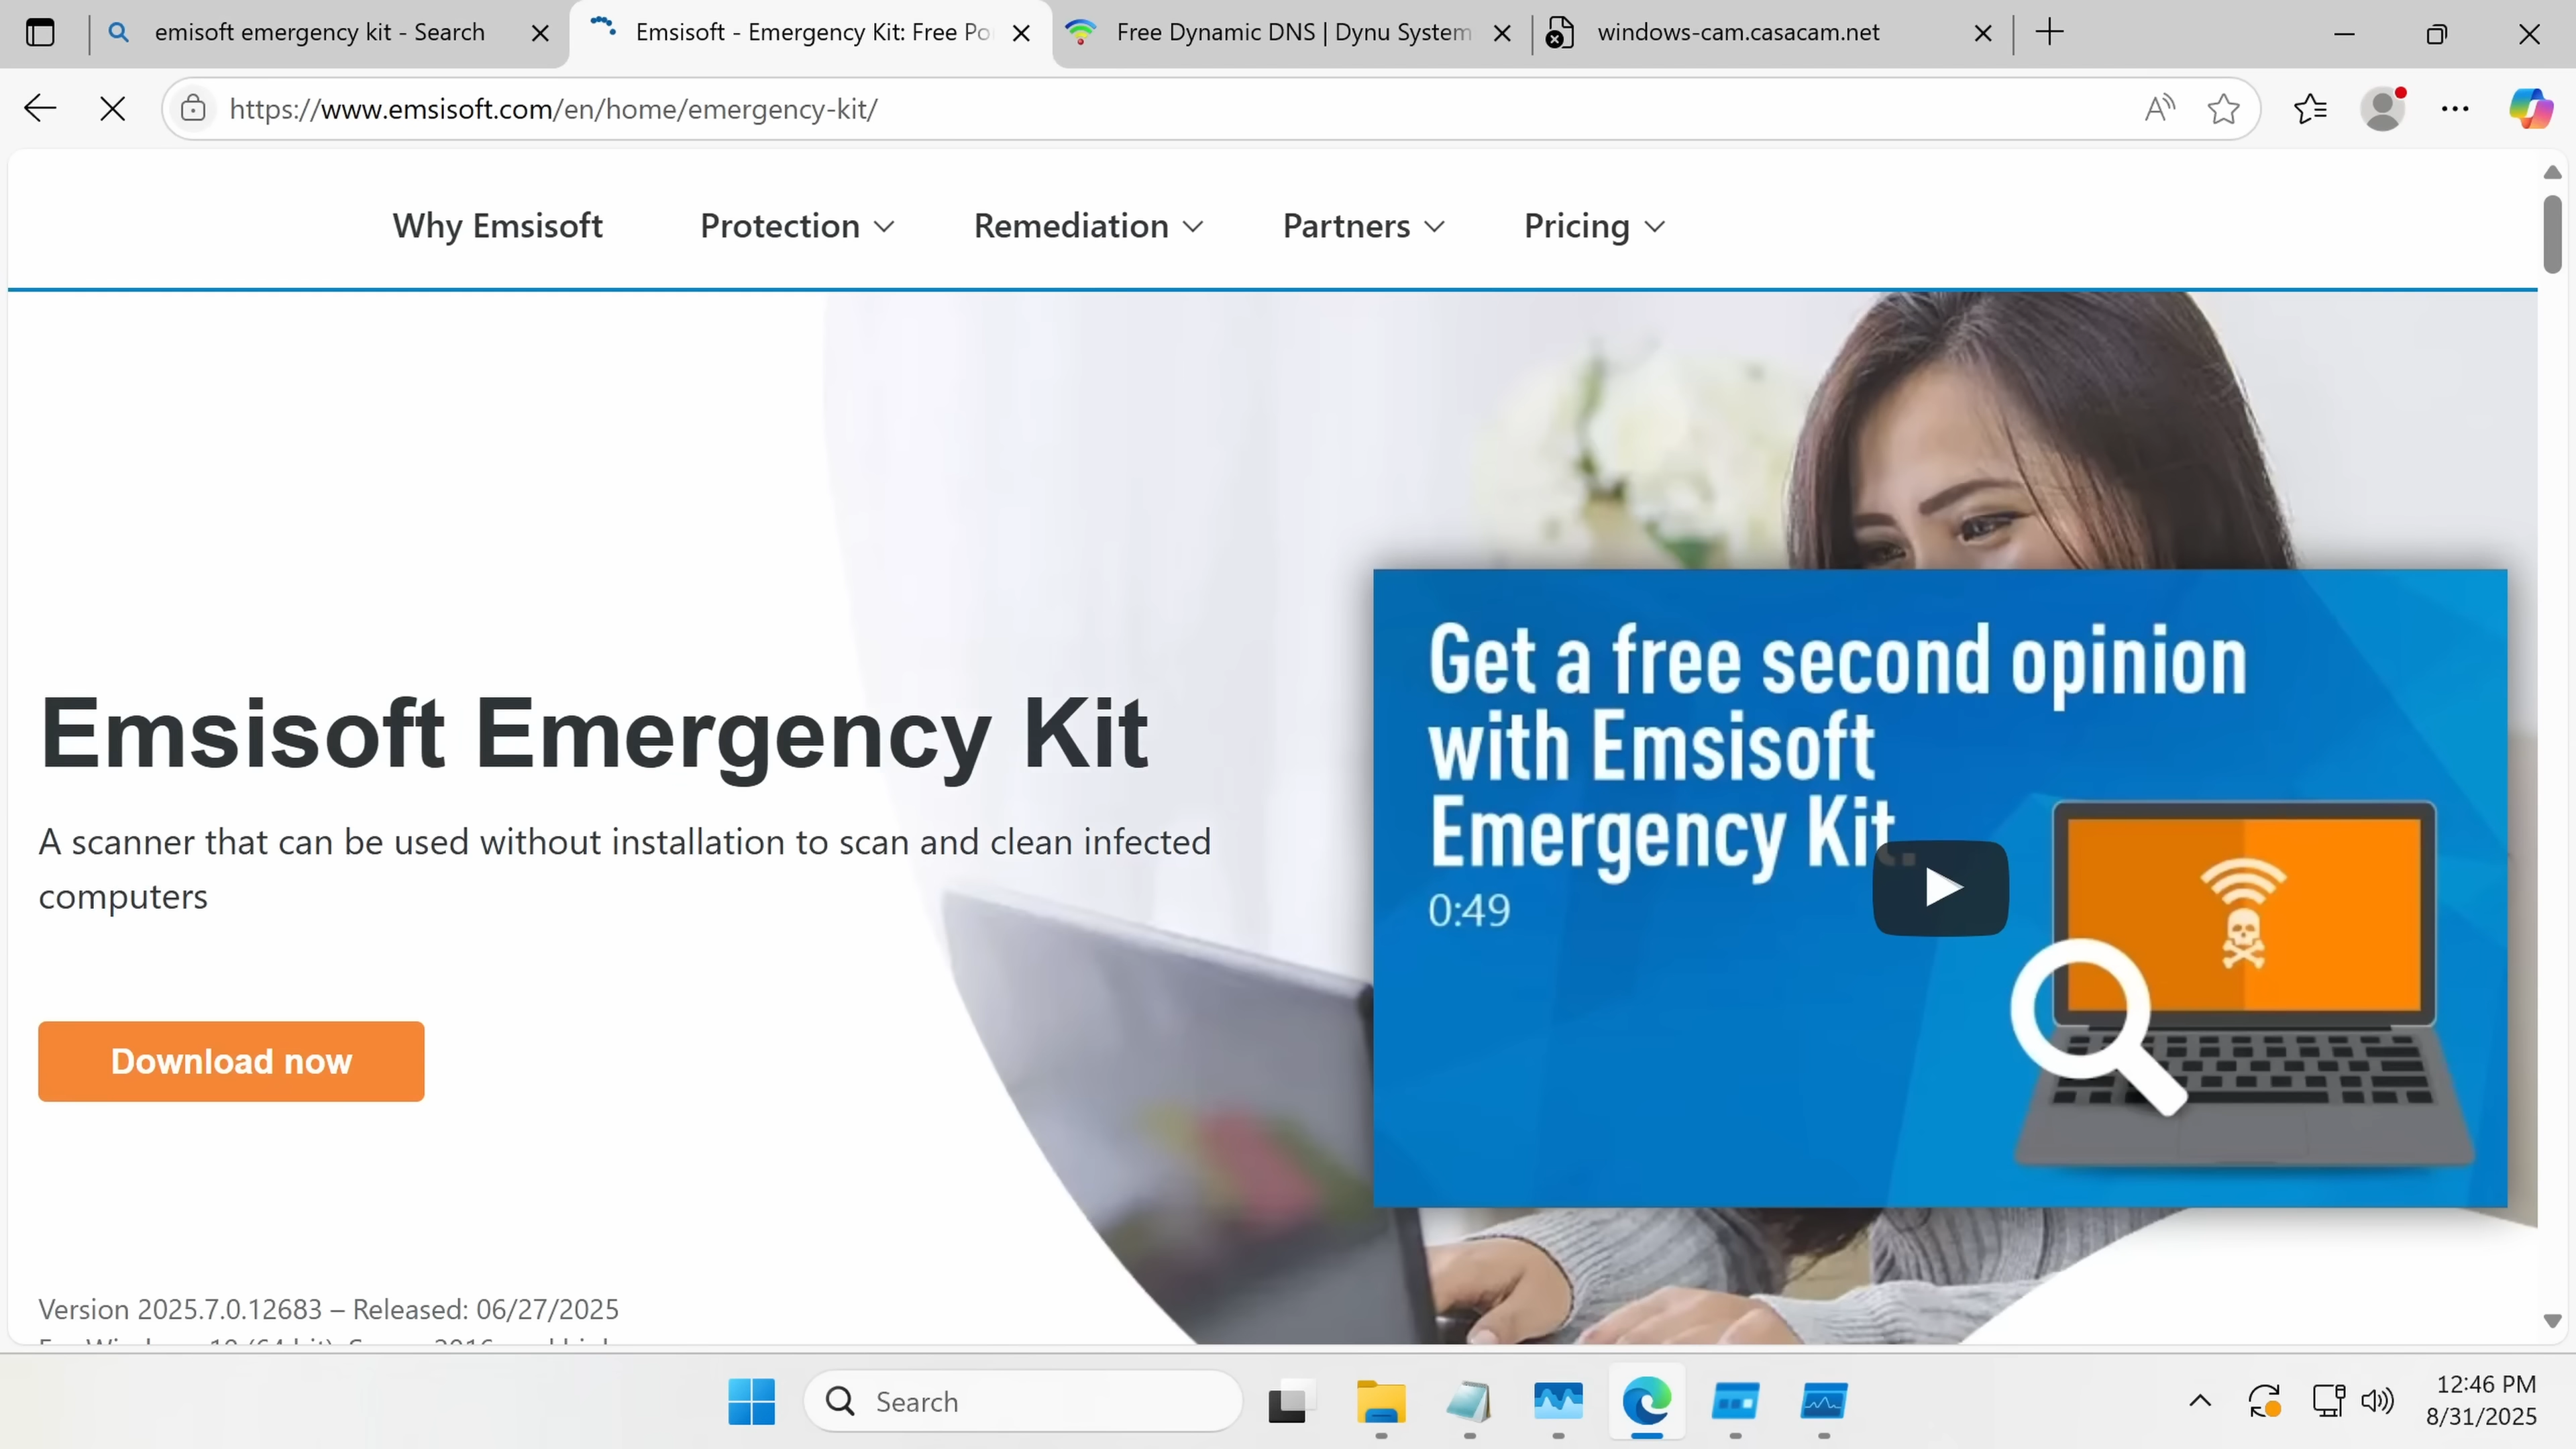 emisoft emergency kit - Search
Emsisoft - Emergency Kit: Free Po
Free Dynamic DNS | Dynu System
windows-cam.casacam.net
https://www.emsisoft.com/en/home/emergency-kit/
Why Emsisoft
Protection
Remediation
Partners
Pricing
Get a free second opinion
with Emsisoft
Emergency Kit.
0:49
Emsisoft Emergency Kit
A scanner that can be used without installation to scan and clean infected
computers
Download now
Version 2025.7.0.12683 – Released: 06/27/2025
Search
12:46 PM
8/31/2025